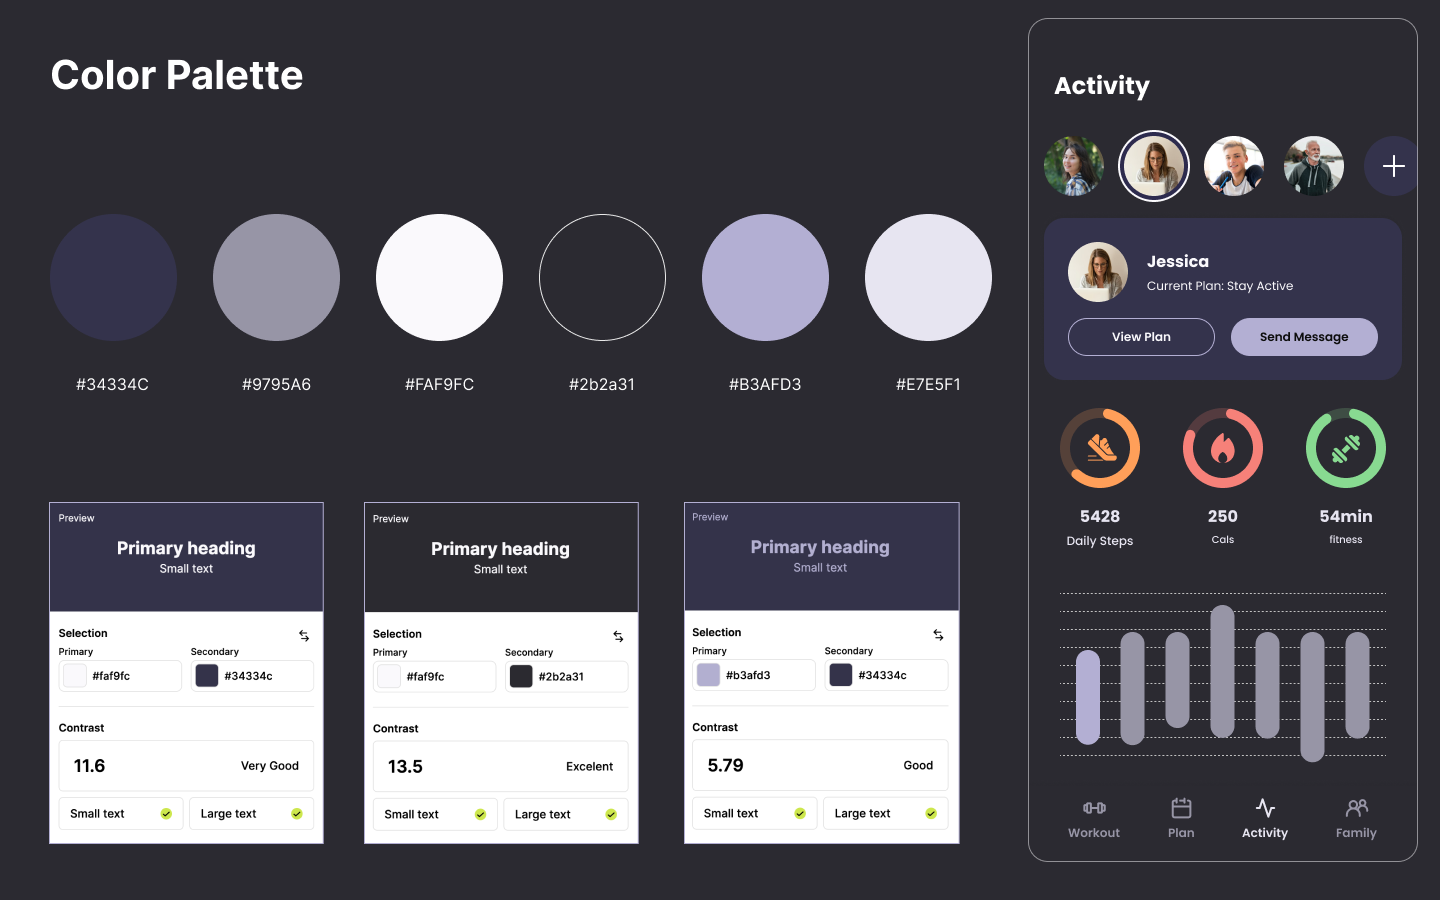 Color Palette
#34334C
#9795A6
#FAF9FC
#2b2a31
#B3AFD3
#E7E5F1
Preview
Primary heading
Small text
Selection
Primary
Secondary
#faf9fc
#34334c
Contrast
11.6
Very Good
Small text
Large text
Preview
Primary heading
Small text
Selection
Primary
Secondary
#faf9fc
#2b2a31
Contrast
13.5
Excelent
Small text
Large text
Preview
Primary heading
Small text
Selection
Primary
Secondary
#b3afd3
#34334c
Contrast
5.79
Good
Small text
Large text
Activity
Jessica
Current Plan: Stay Active
View Plan
Send Message
5428
Daily Steps
250
Cals
54min
fitness
Workout
Plan
Activity
Family